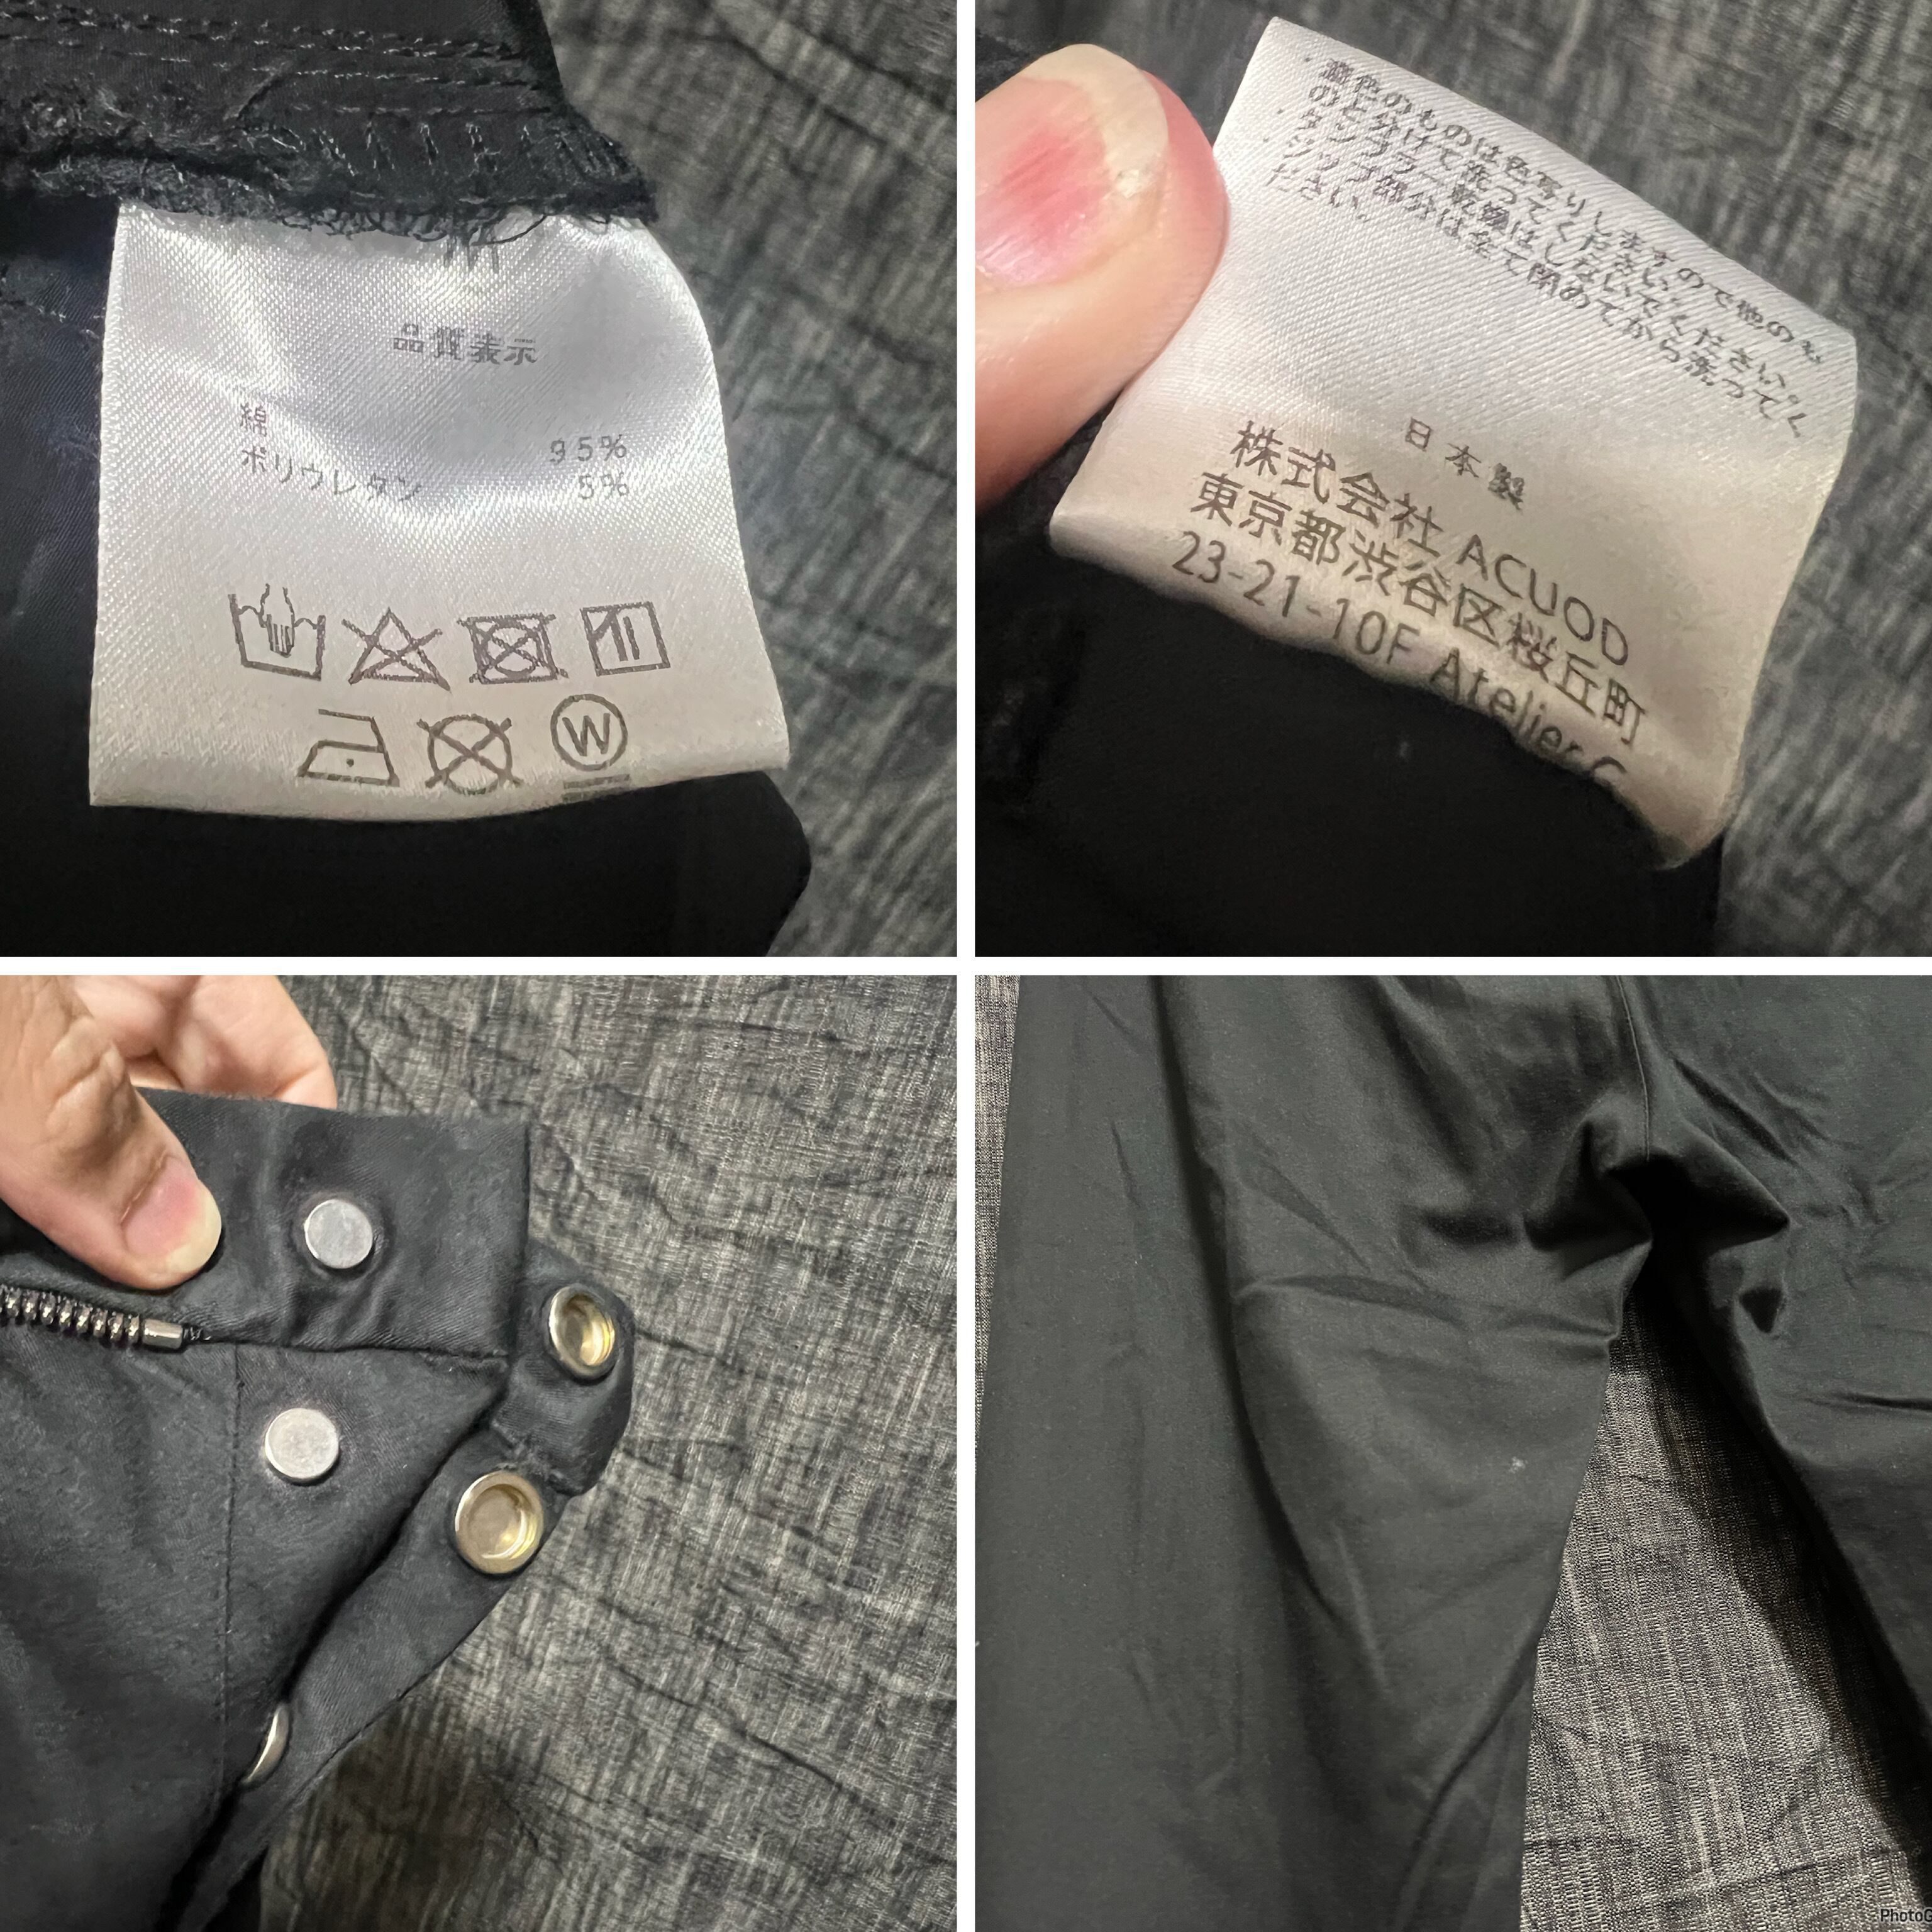 品質表示
綿 95%
ポリウレタン 5%
W
・濃色のものは色写りしますので他のも
のと分けて洗ってください。
・タンブラー乾燥はしないでください。
・ジップ部分は全て閉めてから洗ってく
ださい。
日本製
株式会社 ACUOD
東京都渋谷区桜丘町
23-21-10F Atelier C